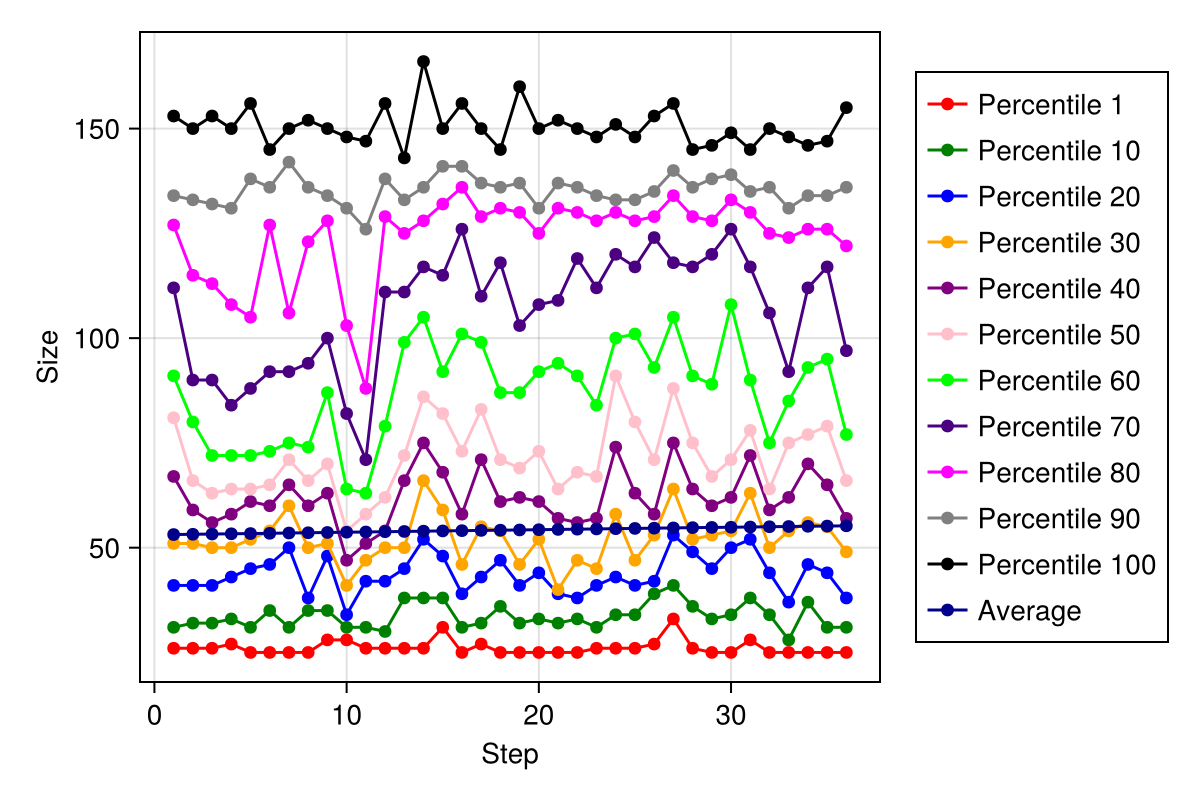 150
100
50
Size
0
10
20
30
Step
Percentile 1
Percentile 10
Percentile 20
Percentile 30
Percentile 40
Percentile 50
Percentile 60
Percentile 70
Percentile 80
Percentile 90
Percentile 100
Average